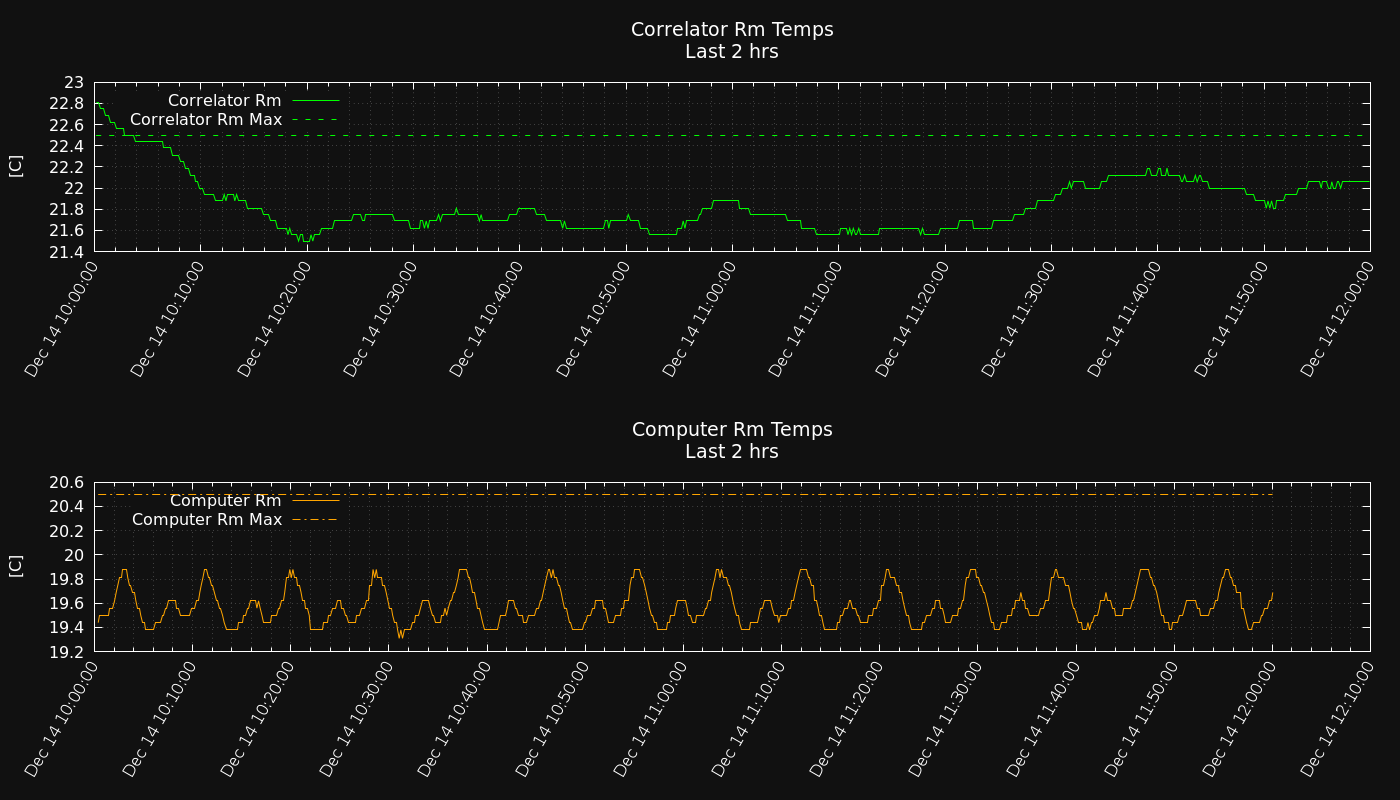 Correlator Rm Temps
Last 2 hrs
[C]
23
22.8
22.6
22.4
22.2
22
21.8
21.6
21.4
Correlator Rm
Correlator Rm Max
Dec 14 10:00:00
Dec 14 10:10:00
Dec 14 10:20:00
Dec 14 10:30:00
Dec 14 10:40:00
Dec 14 10:50:00
Dec 14 11:00:00
Dec 14 11:10:00
Dec 14 11:20:00
Dec 14 11:30:00
Dec 14 11:40:00
Dec 14 11:50:00
Dec 14 12:00:00
Computer Rm Temps
Last 2 hrs
[C]
20.6
20.4
20.2
20
19.8
19.6
19.4
19.2
Computer Rm
Computer Rm Max
Dec 14 10:00:00
Dec 14 10:10:00
Dec 14 10:20:00
Dec 14 10:30:00
Dec 14 10:40:00
Dec 14 10:50:00
Dec 14 11:00:00
Dec 14 11:10:00
Dec 14 11:20:00
Dec 14 11:30:00
Dec 14 11:40:00
Dec 14 11:50:00
Dec 14 12:00:00
Dec 14 12:10:00